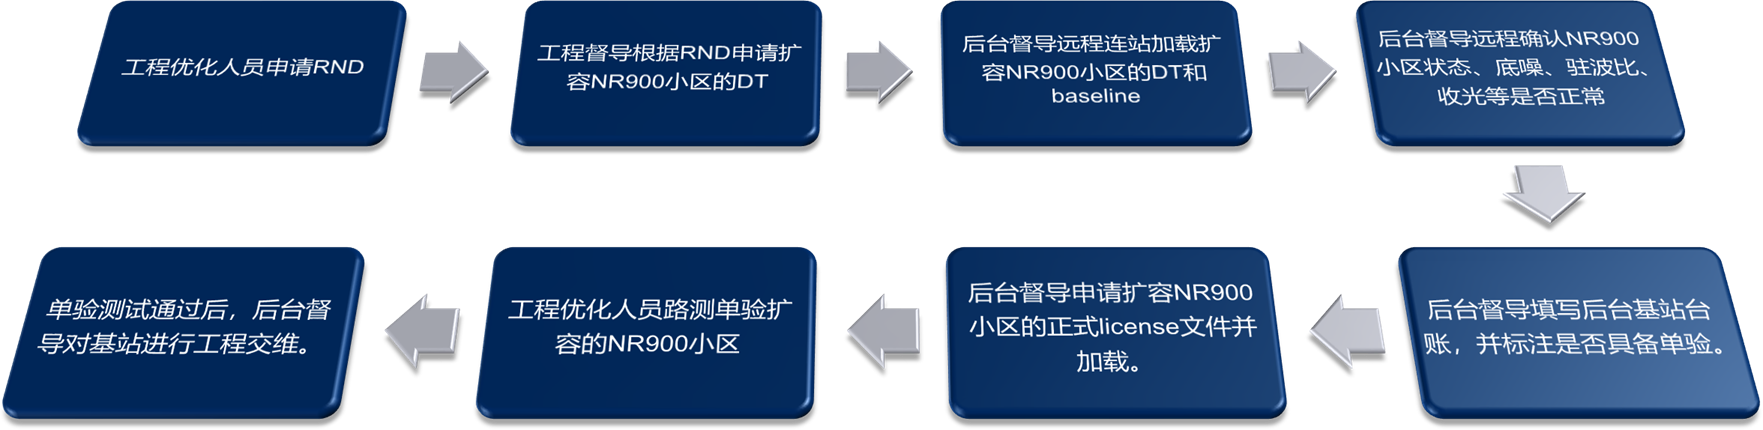 工程优化人员申请RND
工程督导根据RND申请扩
容NR900小区的DT
后台督导远程连站加载扩
容NR900小区的DT和
baseline
后台督导远程确认NR900
小区状态、底噪、驻波比、
收光等是否正常
后台督导填写后台基站台
账，并标注是否具备单验。
后台督导申请扩容NR900
小区的正式license文件并
加载。
工程优化人员路测单验扩
容的NR900小区
单验测试通过后，后台督
导对基站进行工程交维。